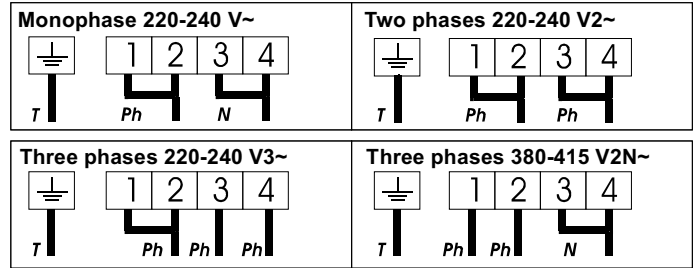 Monophase 220-240 V~
1 2 3 4
T Ph N
Two phases 220-240 V2~
1 2 3 4
T Ph Ph
Three phases 220-240 V3~
1 2 3 4
T Ph Ph Ph
Three phases 380-415 V2N~
1 2 3 4
T Ph Ph N